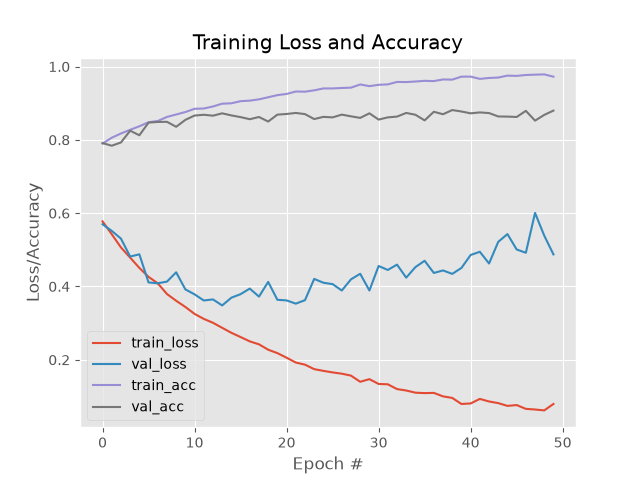 Training Loss and Accuracy
1.0
0.8
0.6
0.4
0.2
Loss/Accuracy
train_loss
val_loss
train_acc
val_acc
0 10 20 30 40 50
Epoch #